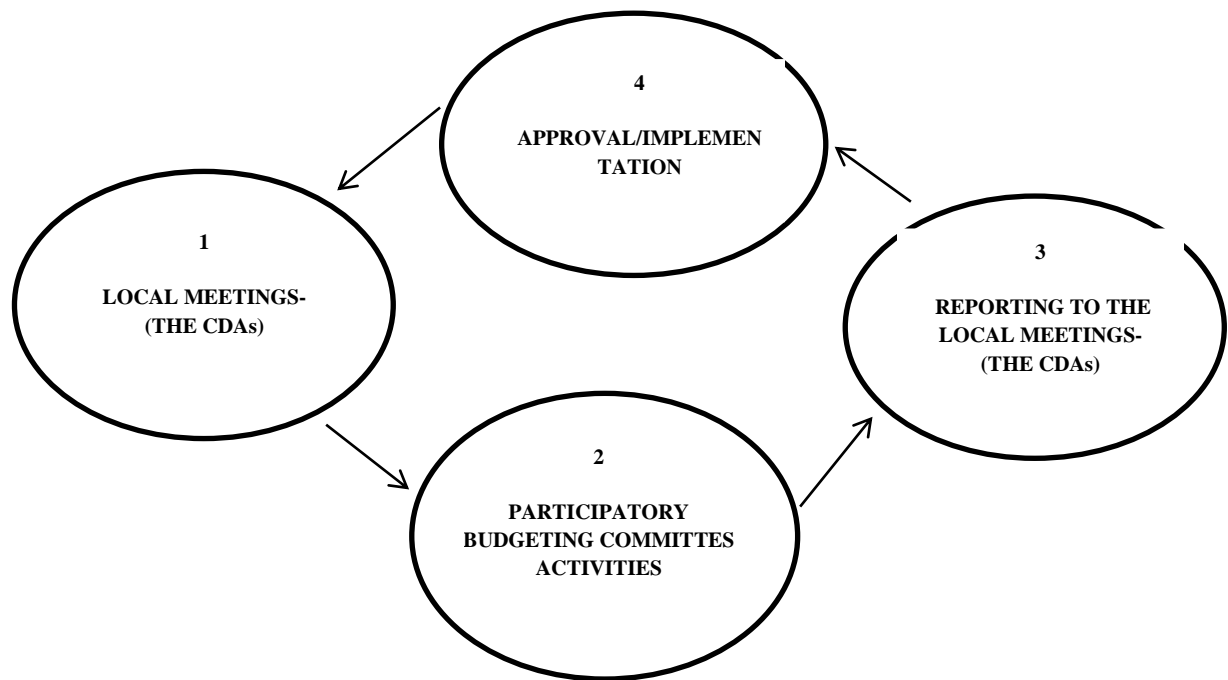 4
APPROVAL/IMPLEMEN
TATION
1
LOCAL MEETINGS-
(THE CDAs)
3
REPORTING TO THE
LOCAL MEETINGS-
(THE CDAs)
2
PARTICIPATORY
BUDGETING COMMITTES
ACTIVITIES